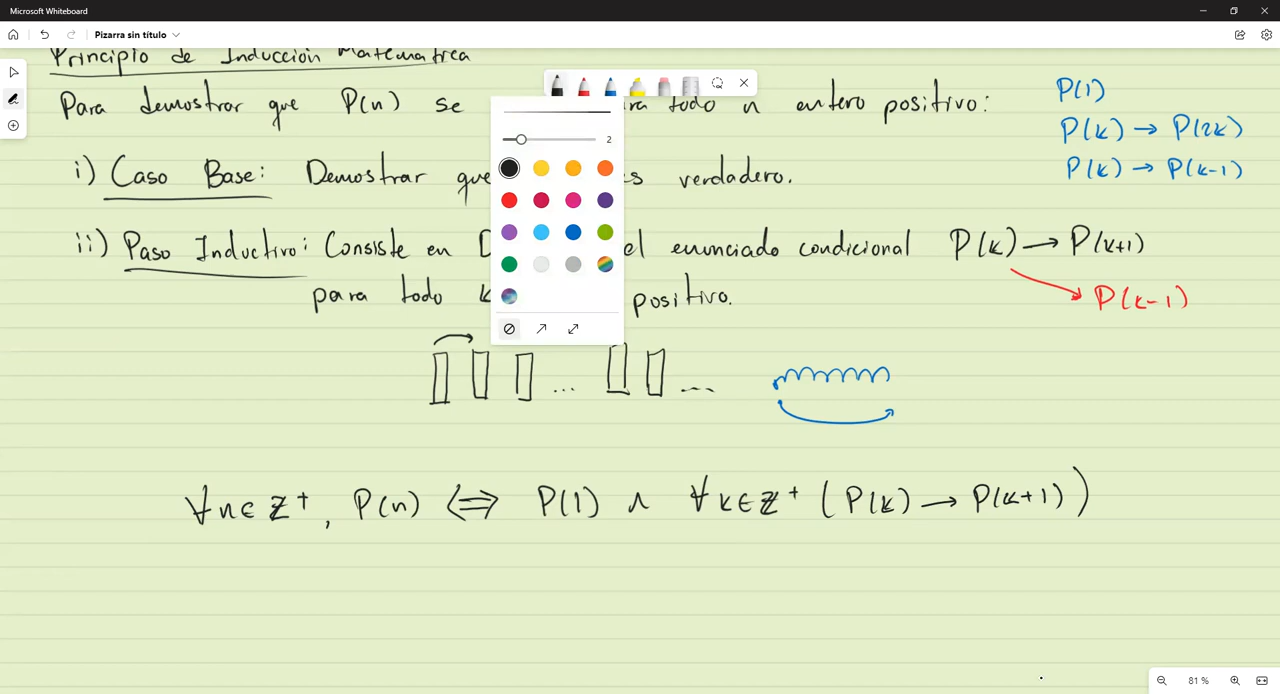 Microsoft Whiteboard
Pizarra sin título
Principio de Inducción Matemática
Para demostrar que P(n) se todo n entero positivo:
P(1)
P(k) → P(2k)
P(k) → P(k-1)
2
i) Caso Base: Demostrar que es verdadero.
ii) Paso Inductivo: Consiste en el enunciado condicional P(k) → P(k+1)
para todo k positivo.
P(k-1)
... ...
∀n∈ℤ⁺, P(n) ⟺ P(1) ∧ ∀k∈ℤ⁺ (P(k) → P(k+1))
81 %